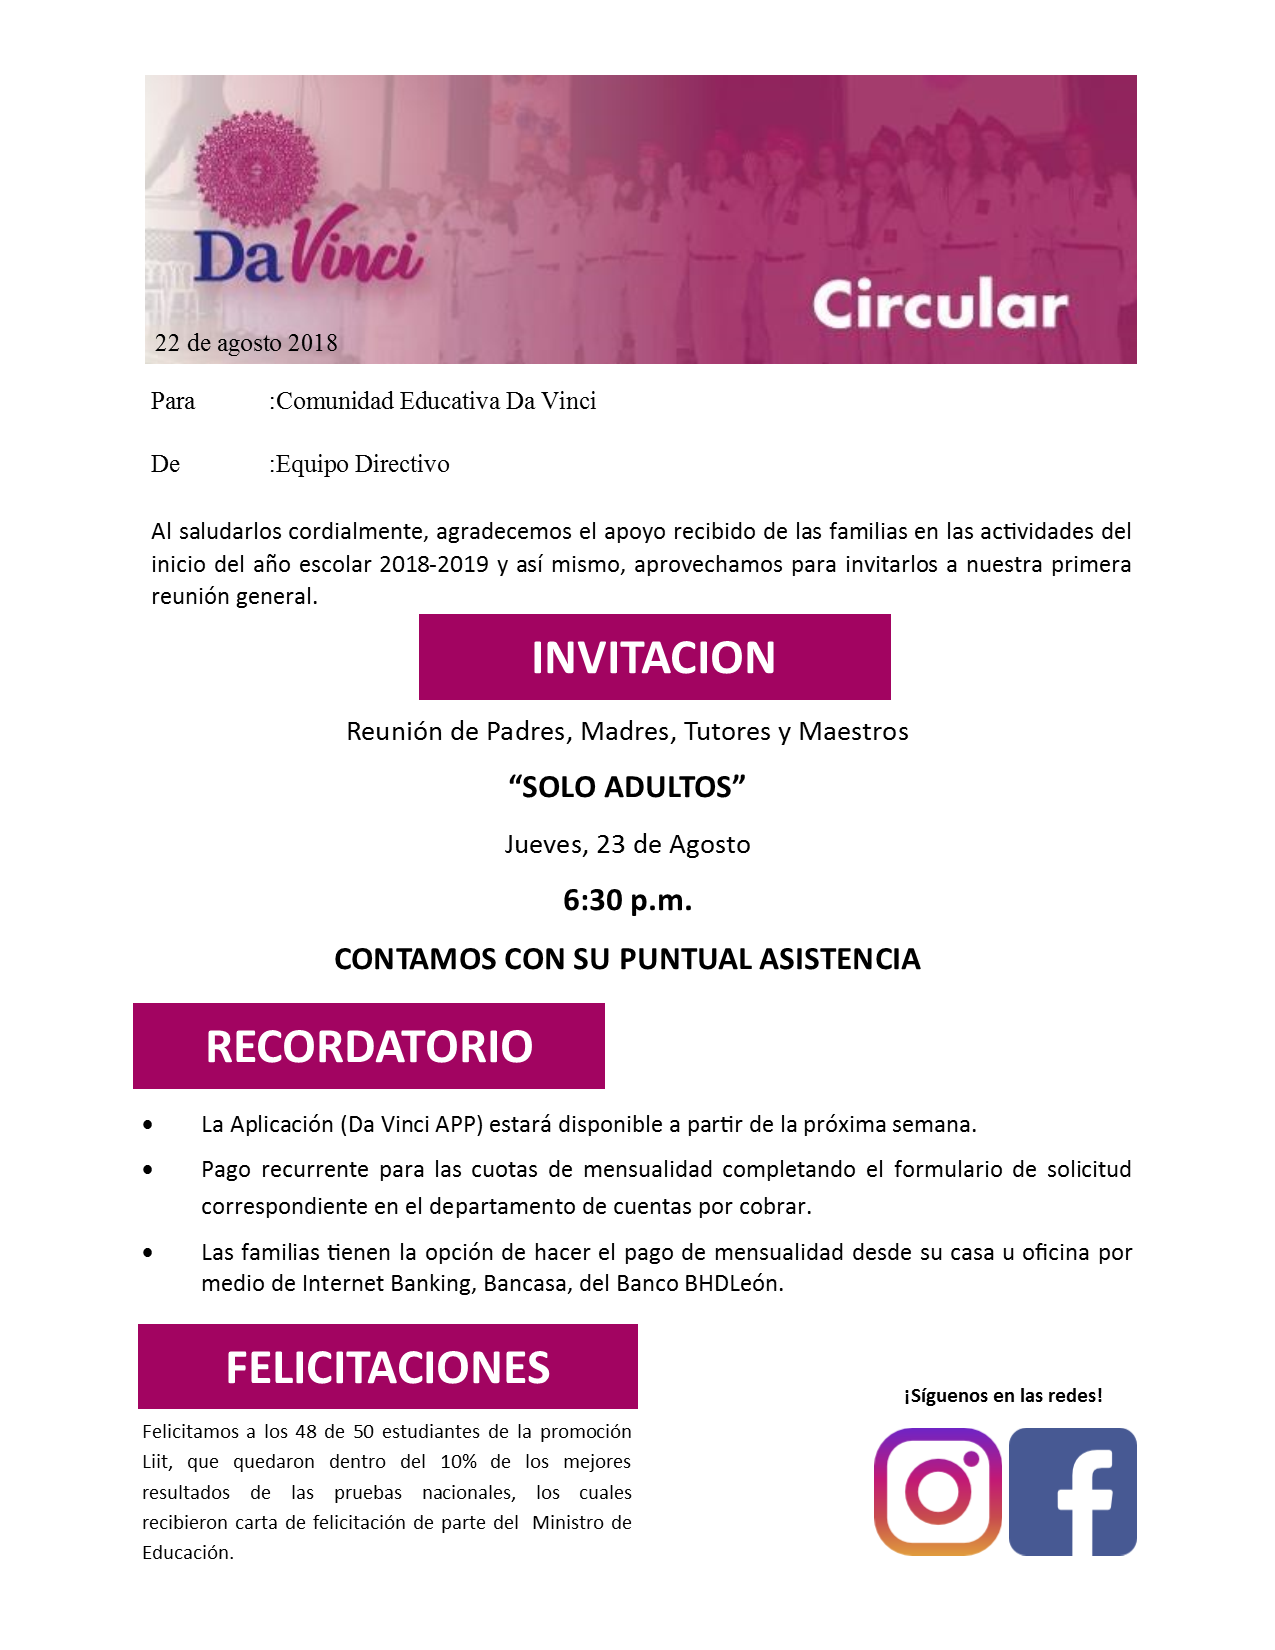 Da Vinci
Circular
22 de agosto 2018
Para :Comunidad Educativa Da Vinci
De :Equipo Directivo
Al saludarlos cordialmente, agradecemos el apoyo recibido de las familias en las actividades del
inicio del año escolar 2018-2019 y así mismo, aprovechamos para invitarlos a nuestra primera
reunión general.
INVITACION
Reunión de Padres, Madres, Tutores y Maestros
“SOLO ADULTOS”
Jueves, 23 de Agosto
6:30 p.m.
CONTAMOS CON SU PUNTUAL ASISTENCIA
RECORDATORIO
• La Aplicación (Da Vinci APP) estará disponible a partir de la próxima semana.
• Pago recurrente para las cuotas de mensualidad completando el formulario de solicitud
correspondiente en el departamento de cuentas por cobrar.
• Las familias tienen la opción de hacer el pago de mensualidad desde su casa u oficina por
medio de Internet Banking, Bancasa, del Banco BHDLeón.
FELICITACIONES
Felicitamos a los 48 de 50 estudiantes de la promoción
Liit, que quedaron dentro del 10% de los mejores
resultados de las pruebas nacionales, los cuales
recibieron carta de felicitación de parte del Ministro de
Educación.
¡Síguenos en las redes!